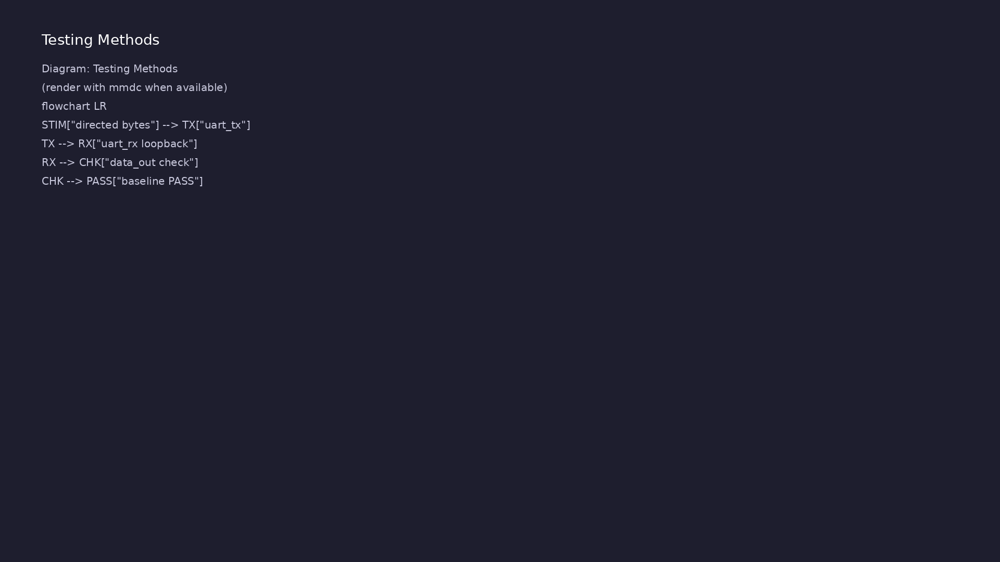 Testing Methods
Diagram: Testing Methods
(render with mmdc when available)
flowchart LR
STIM["directed bytes"] --> TX["uart_tx"]
TX --> RX["uart_rx loopback"]
RX --> CHK["data_out check"]
CHK --> PASS["baseline PASS"]